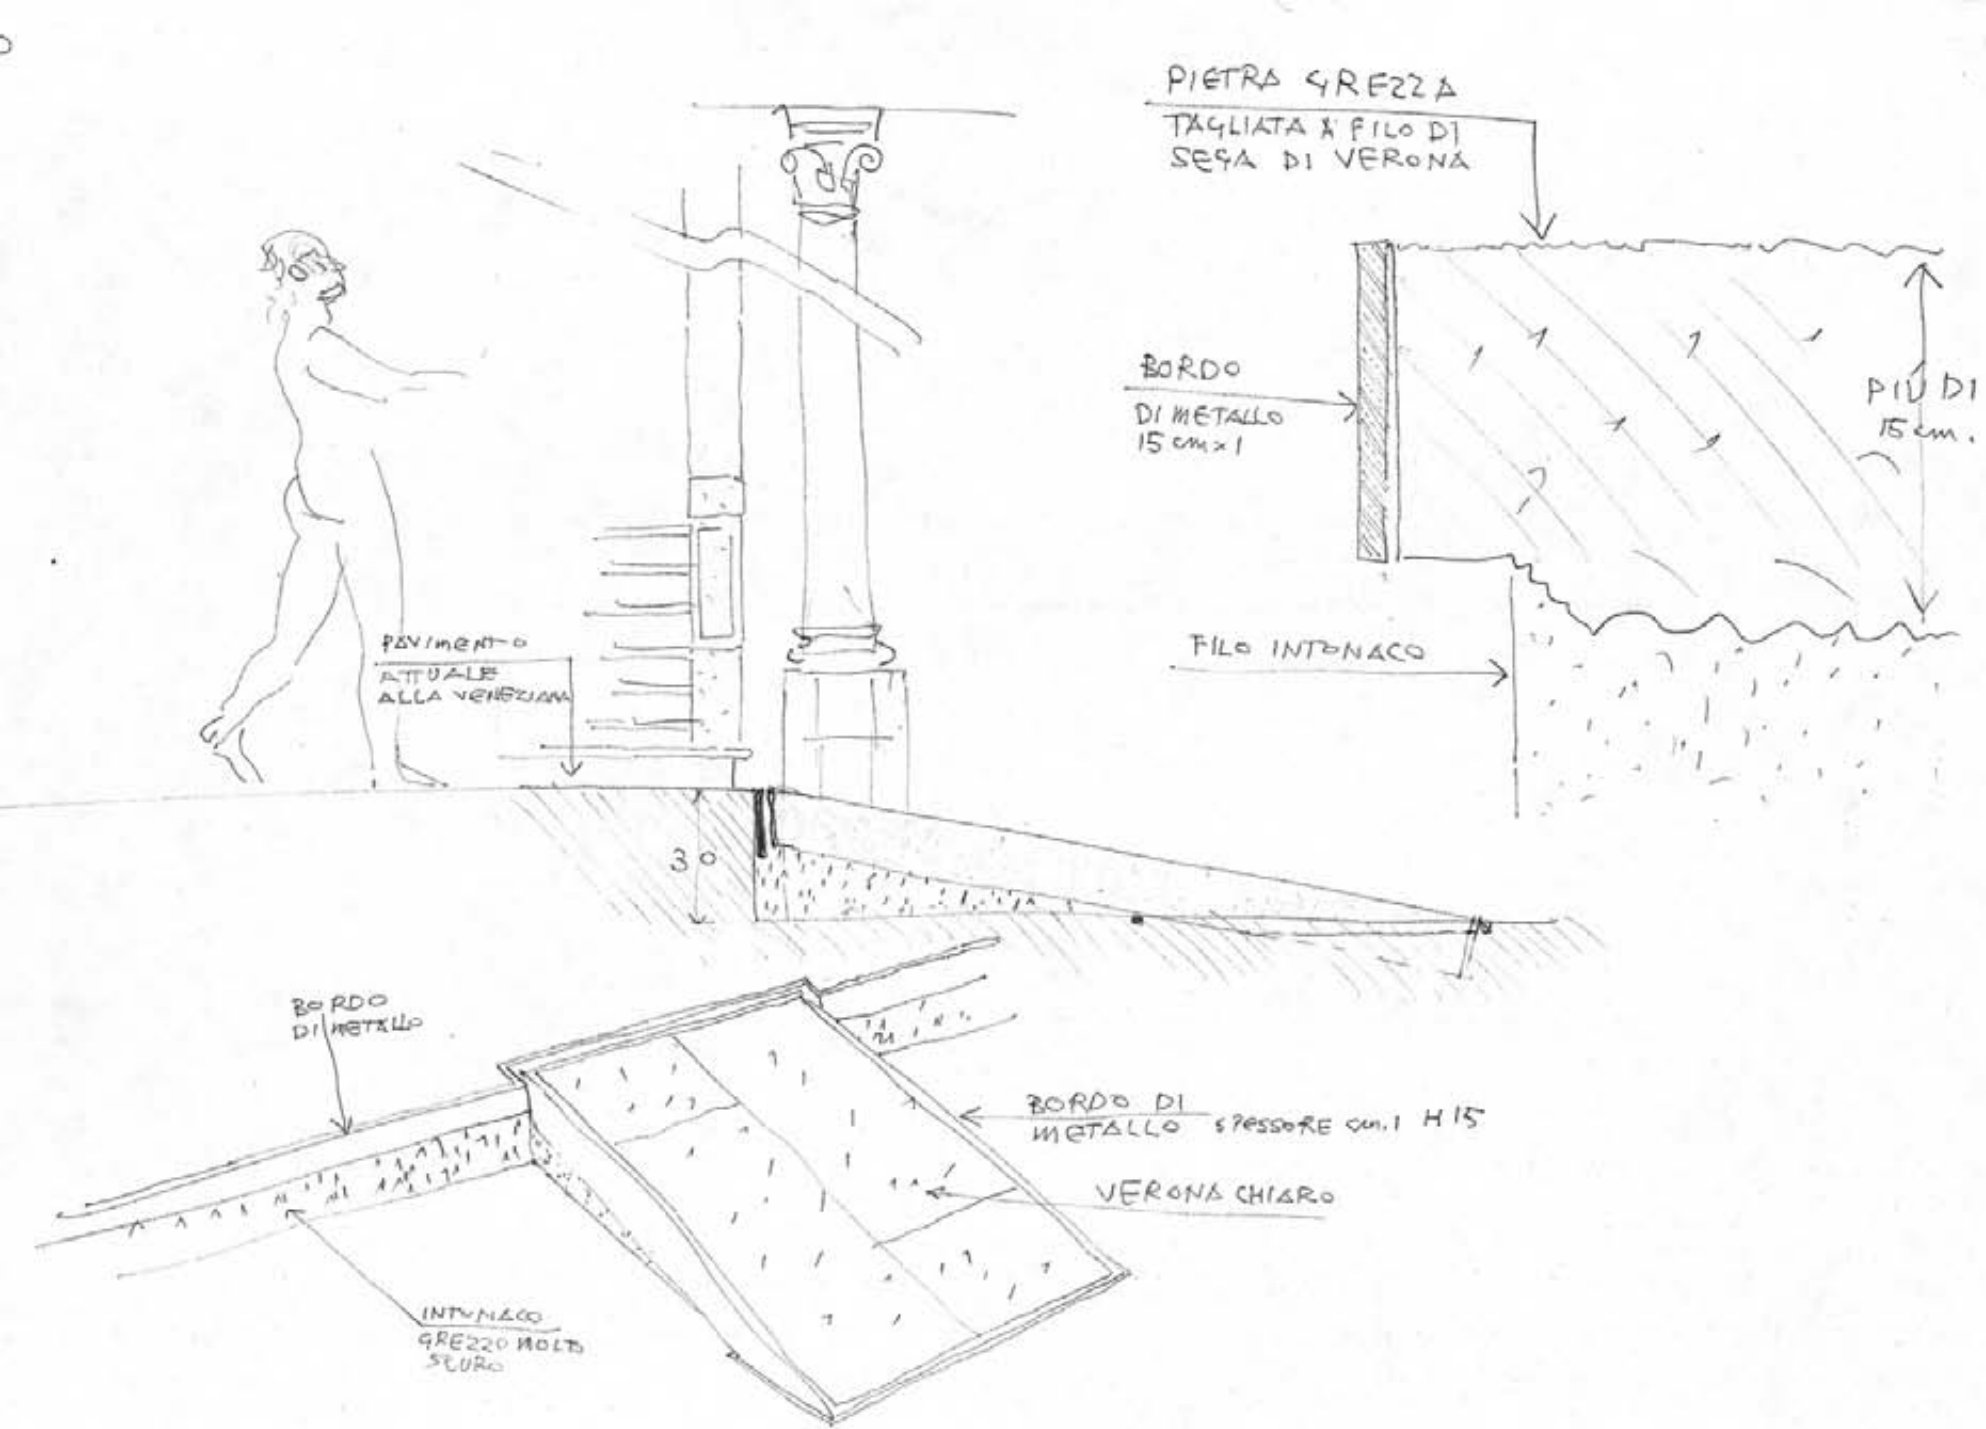 PIETRA GREZZA
TAGLIATA A FILO DI
SEGA DI VERONA
BORDO
DI METALLO
15 cm x 1
PIÙ DI
15 cm.
FILO INTONACO
PAVIMENTO
ATTUALE
ALLA VENEZIANA
30
BORDO
DI METALLO
BORDO DI
METALLO SPESSORE cm. 1 H 15
VERONA CHIARO
INTONACO
GREZZO MOLTO
SCURO